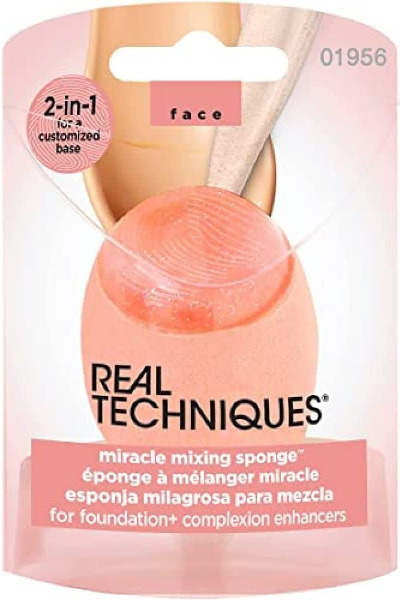 01956
face
2-in-1
for a
customized
base
REAL
TECHNIQUES®
miracle mixing sponge™
éponge à mélanger miracle
esponja milagrosa para mezcla
for foundation+ complexion enhancers